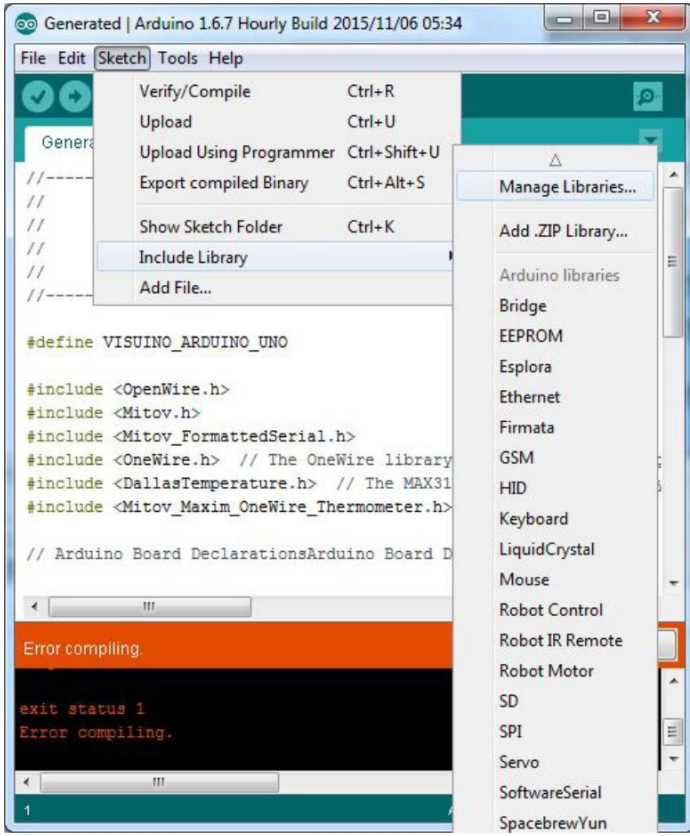 Generated | Arduino 1.6.7 Hourly Build 2015/11/06 05:34
File Edit Sketch Tools Help
Verify/Compile Ctrl+R
Upload Ctrl+U
Upload Using Programmer Ctrl+Shift+U
Export compiled Binary Ctrl+Alt+S
Show Sketch Folder Ctrl+K
Include Library
Add File...
Manage Libraries...
Add .ZIP Library...
Arduino libraries
Bridge
EEPROM
Esplora
Ethernet
Firmata
GSM
HID
Keyboard
LiquidCrystal
Mouse
Robot Control
Robot IR Remote
Robot Motor
SD
SPI
Servo
SoftwareSerial
SpacebrewYun
Genera
//-----
//
//
//
//
//-----
#define VISUINO_ARDUINO_UNO
#include <OpenWire.h>
#include <Mitov.h>
#include <Mitov_FormattedSerial.h>
#include <OneWire.h> // The OneWire library
#include <DallasTemperature.h> // The MAX31
#include <Mitov_Maxim_OneWire_Thermometer.h>
// Arduino Board DeclarationsArduino Board D
Error compiling.
exit status 1
Error compiling.
1